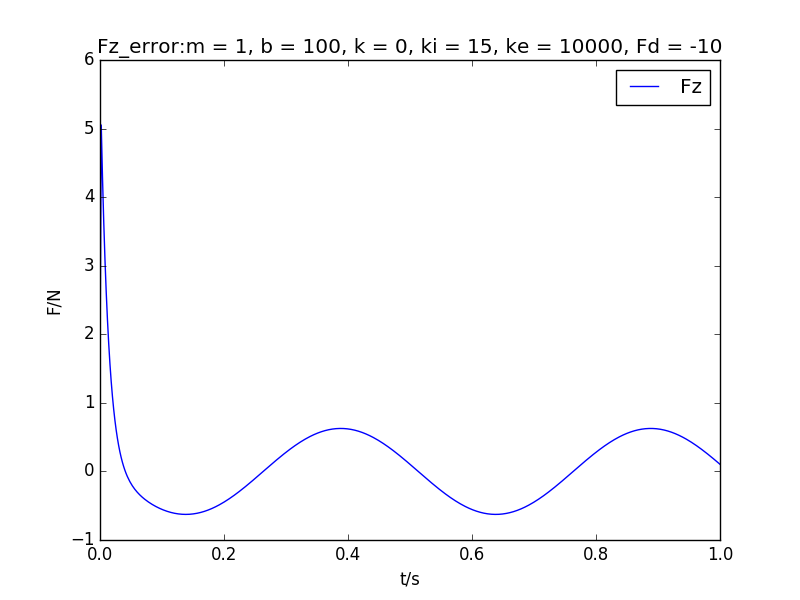 Fz_error:m = 1, b = 100, k = 0, ki = 15, ke = 10000, Fd = -10
6
Fz
5
4
3
2
1
0
−1
F/N
0.0 0.2 0.4 0.6 0.8 1.0
t/s